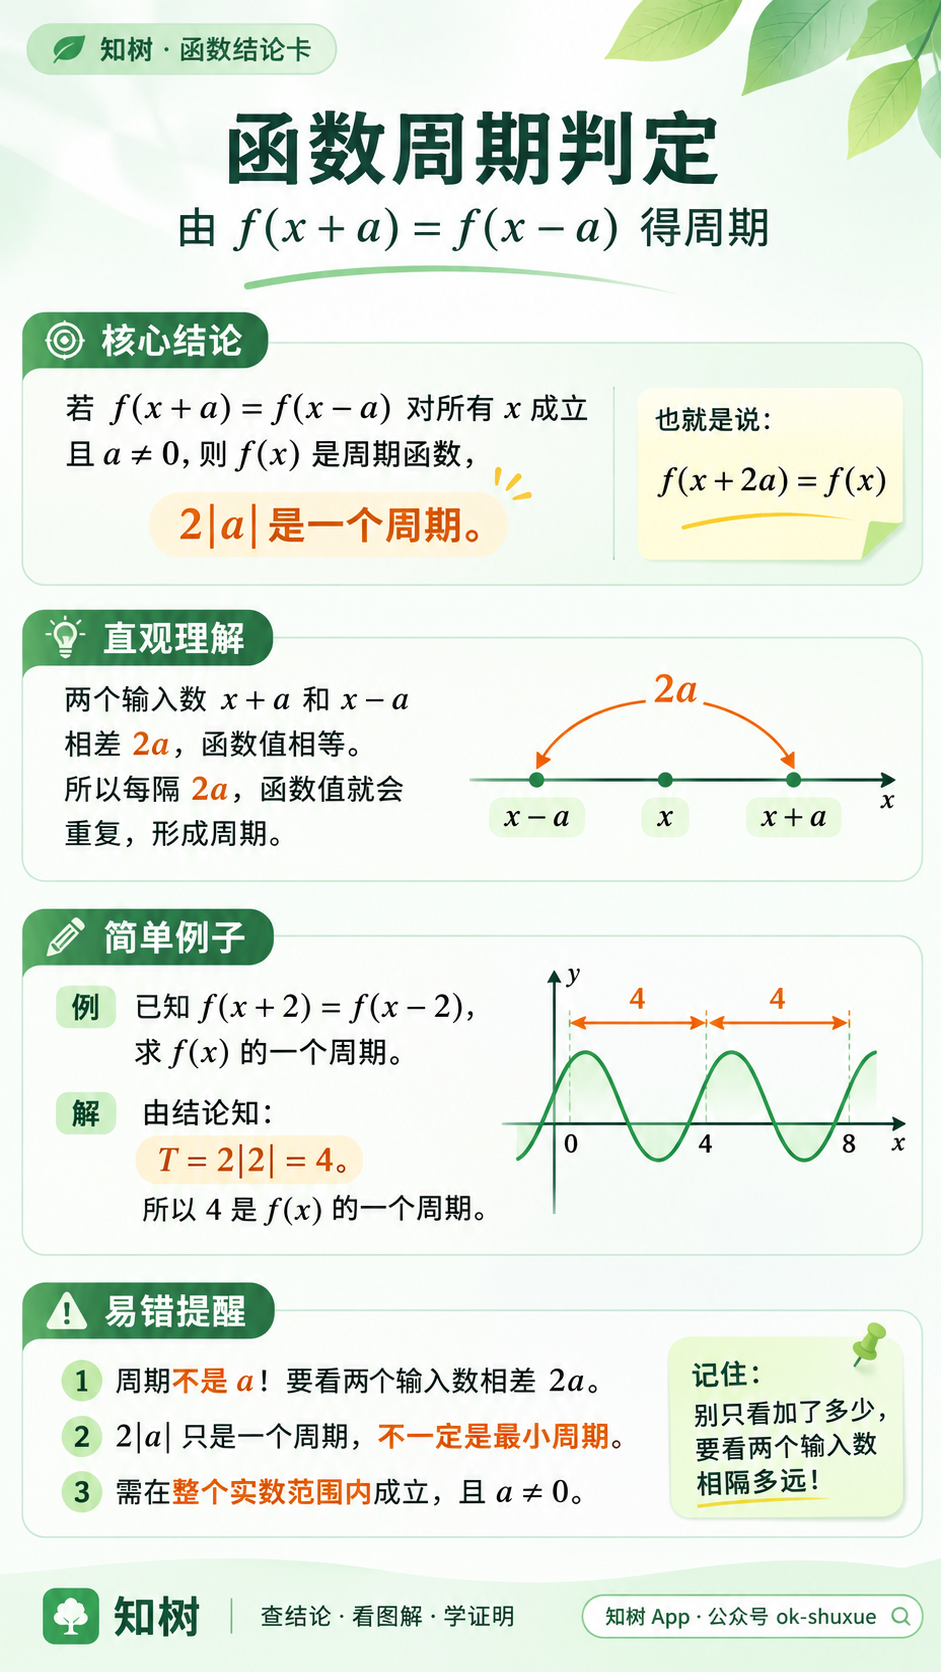 知树 · 函数结论卡
函数周期判定
由 f(x + a) = f(x − a) 得周期
核心结论
若 f(x + a) = f(x − a) 对所有 x 成立
且 a ≠ 0, 则 f(x) 是周期函数，
2|a| 是一个周期。
也就是说：
f(x + 2a) = f(x)
直观理解
两个输入数 x + a 和 x − a
相差 2a，函数值相等。
所以每隔 2a，函数值就会
重复，形成周期。
2a
x
x − a
x
x + a
简单例子
例 已知 f(x + 2) = f(x − 2),
求 f(x) 的一个周期。
解 由结论知：
T = 2|2| = 4。
所以 4 是 f(x) 的一个周期。
y
4
4
0
4
8
x
易错提醒
1 周期不是 a！要看两个输入数相差 2a。
2 2|a| 只是一个周期，不一定是最小周期。
3 需在整个实数范围内成立，且 a ≠ 0。
记住：
别只看加了多少，
要看两个输入数
相隔多远！
知树
查结论 · 看图解 · 学证明
知树 App · 公众号 ok-shuxue